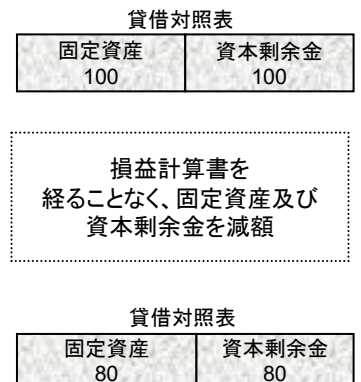 貸借対照表
固定資産 資本剰余金
100 100
損益計算書を
経ることなく、固定資産及び
資本剰余金を減額
貸借対照表
固定資産 資本剰余金
80 80